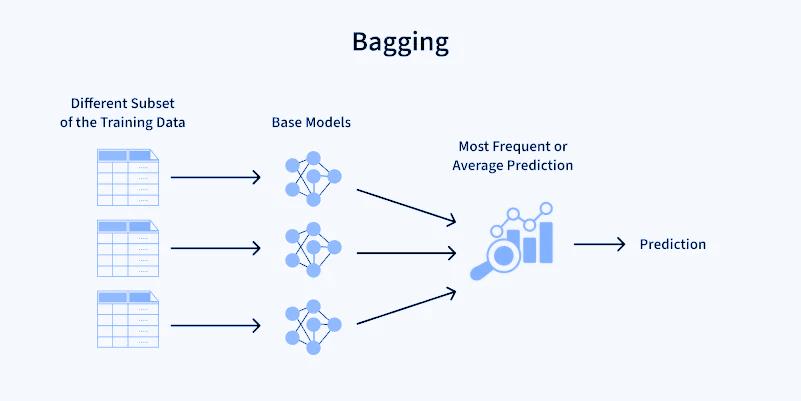 Bagging
Different Subset
of the Training Data
Base Models
Most Frequent or
Average Prediction
Prediction